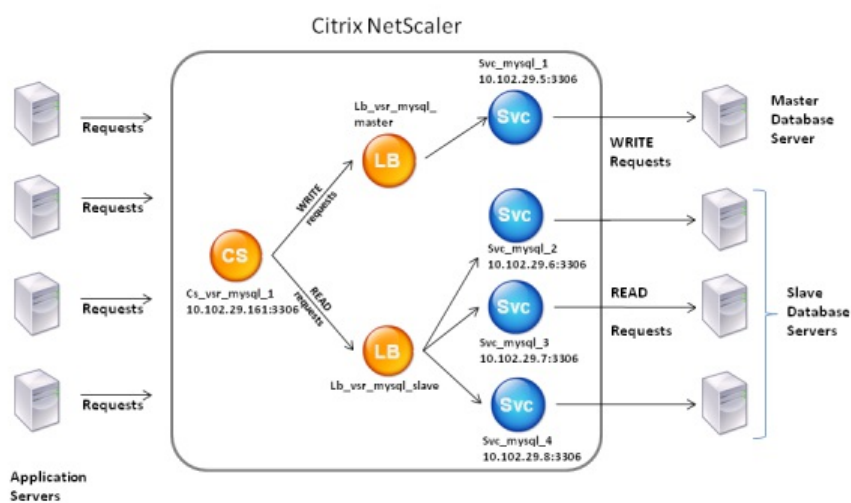 Citrix NetScaler
Svc_mysql_1
10.102.29.5:3306
Svc
Lb_vsr_mysql_
master
LB
Requests
Requests
Requests
Requests
Application
Servers
WRITE
requests
CS
Cs_vsr_mysql_1
10.102.29.161:3306
READ
requests
LB
Lb_vsr_mysql_slave
Svc
Svc_mysql_2
10.102.29.6:3306
Svc
Svc_mysql_3
10.102.29.7:3306
Svc
Svc_mysql_4
10.102.29.8:3306
WRITE
Requests
READ
Requests
Master
Database
Server
Slave
Database
Servers